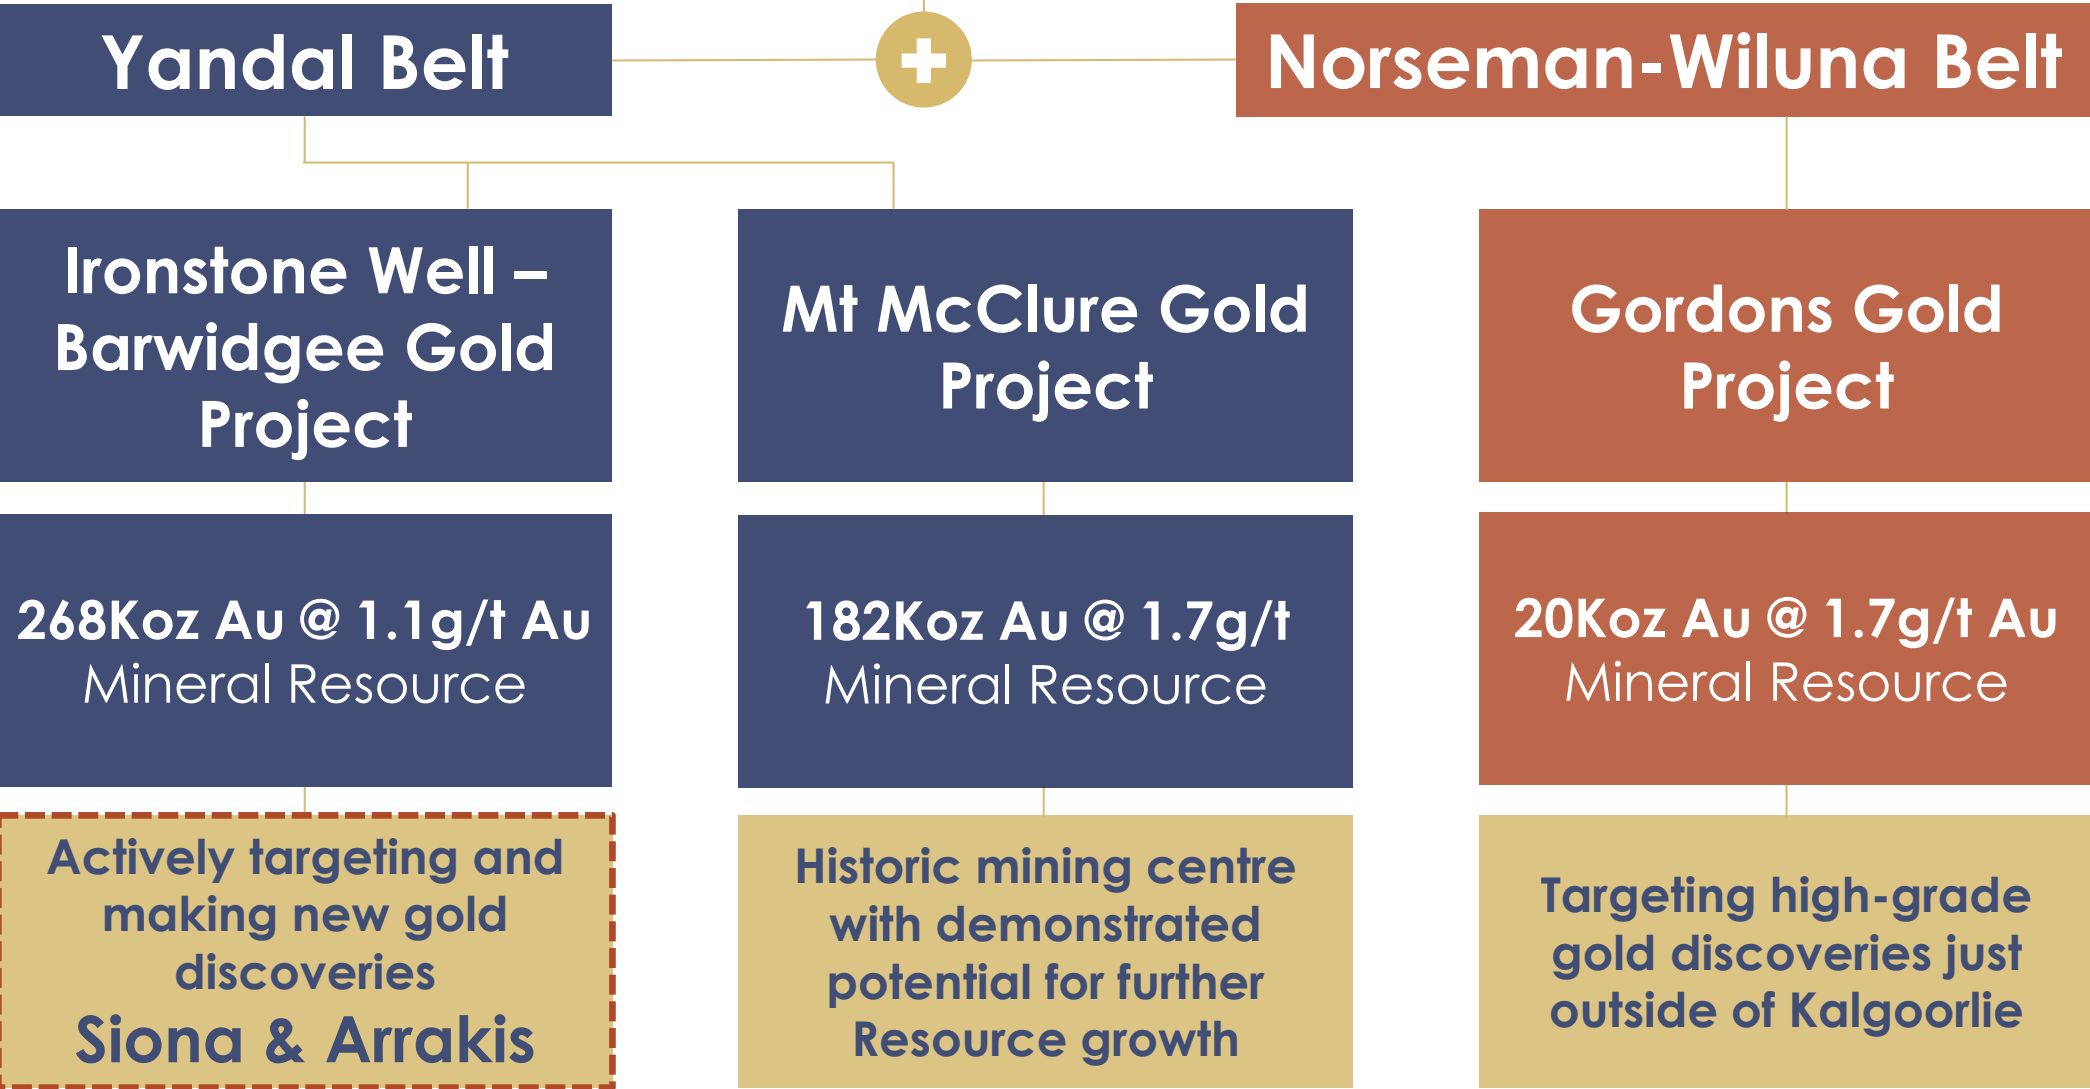 Yandal Belt
Norseman-Wiluna Belt
Ironstone Well –
Barwidgee Gold
Project
Mt McClure Gold
Project
Gordons Gold
Project
268Koz Au @ 1.1g/t Au
Mineral Resource
182Koz Au @ 1.7g/t
Mineral Resource
20Koz Au @ 1.7g/t Au
Mineral Resource
Actively targeting and
making new gold
discoveries
Siona & Arrakis
Historic mining centre
with demonstrated
potential for further
Resource growth
Targeting high-grade
gold discoveries just
outside of Kalgoorlie